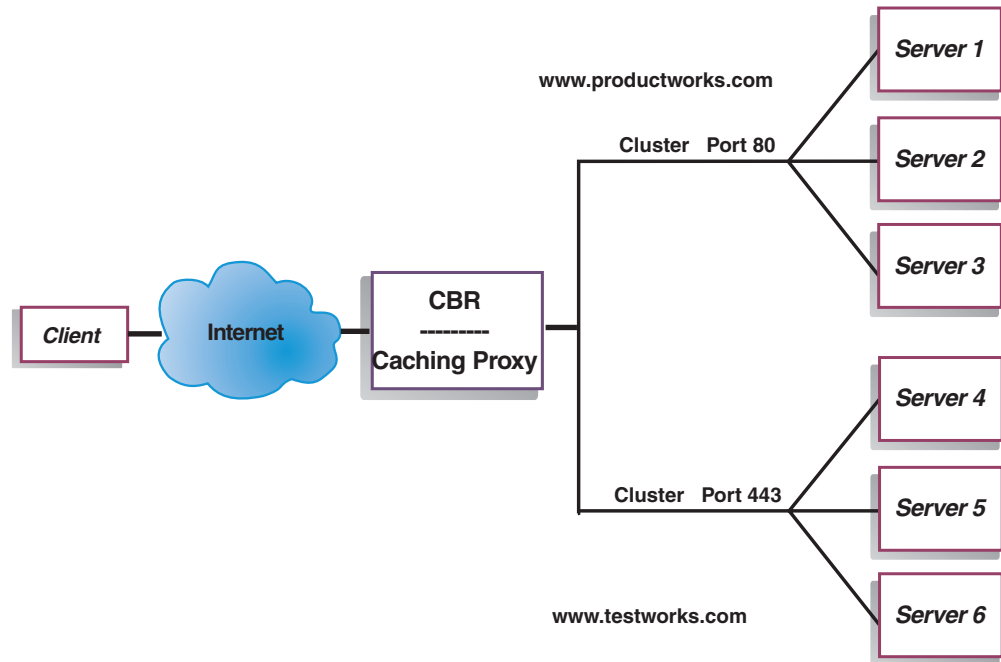 Server 1
www.productworks.com
Cluster Port 80
Server 2
Server 3
Client
Internet
CBR
---------
Caching Proxy
Server 4
Cluster Port 443
Server 5
www.testworks.com
Server 6